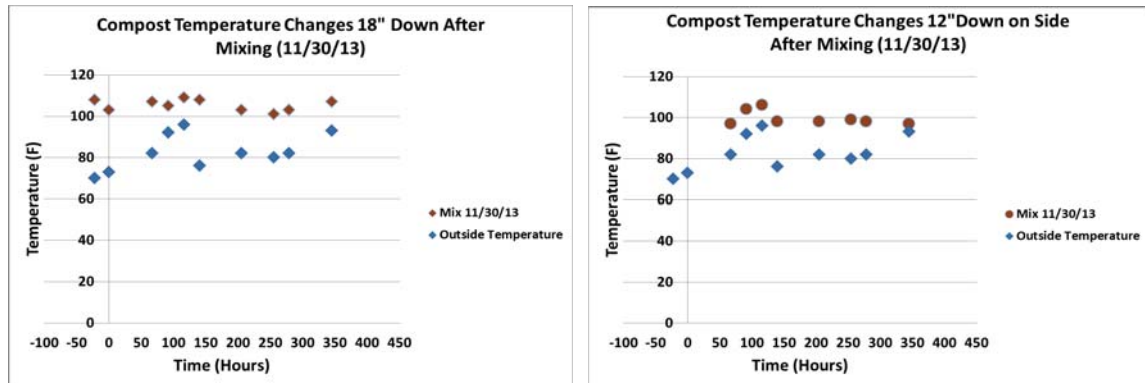 Compost Temperature Changes 18" Down After
Mixing (11/30/13)
120
100
80
60
40
20
0
-100 -50 0 50 100 150 200 250 300 350 400 450
Temperature (F)
Time (Hours)
Mix 11/30/13
Outside Temperature
Compost Temperature Changes 12"Down on Side
After Mixing (11/30/13)
120
100
80
60
40
20
0
-100 -50 0 50 100 150 200 250 300 350 400 450
Temperature (F)
Time (Hours)
Mix 11/30/13
Outside Temperature